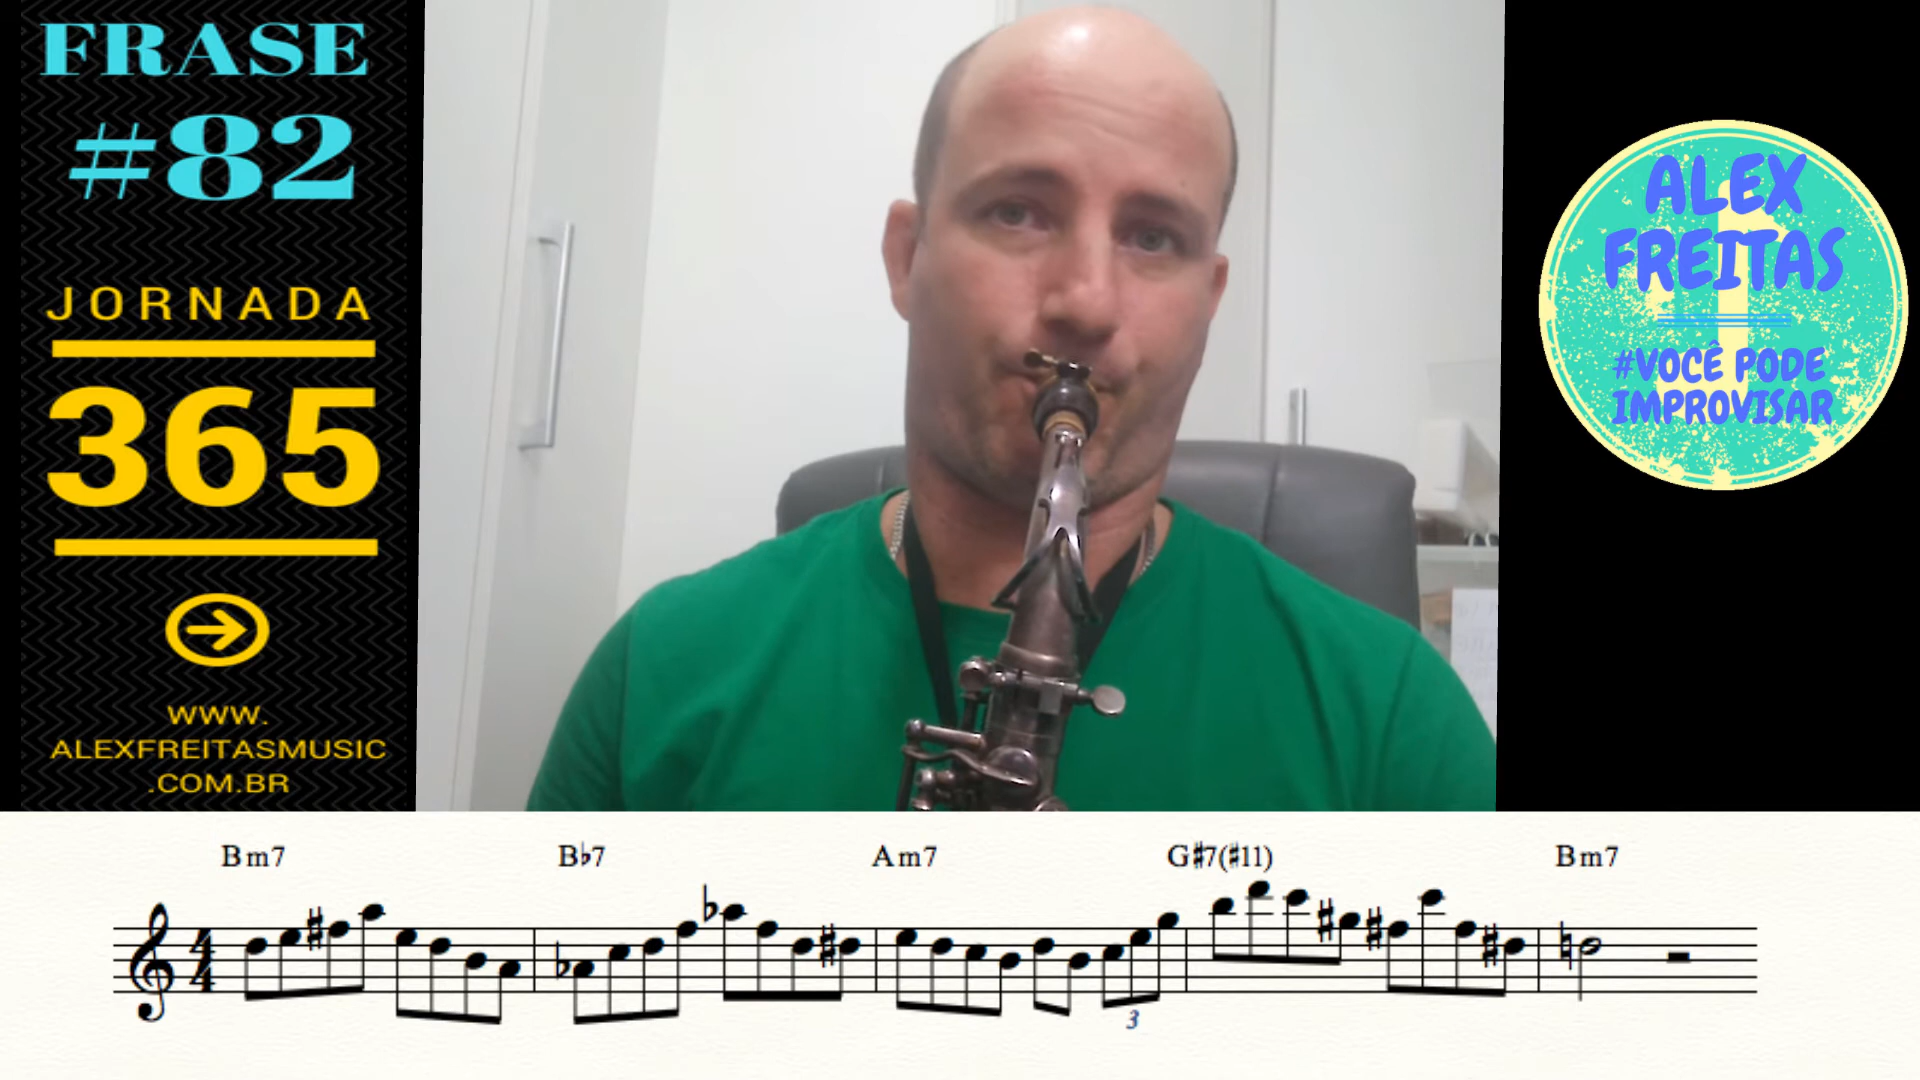 FRASE
#82
JORNADA
365
WWW.
ALEXFREITASMUSIC
.COM.BR
ALEX
FREITAS
#VOCÊ PODE
IMPROVISAR
Bm7 B♭7 Am7 G♯7(♯11) Bm7
3